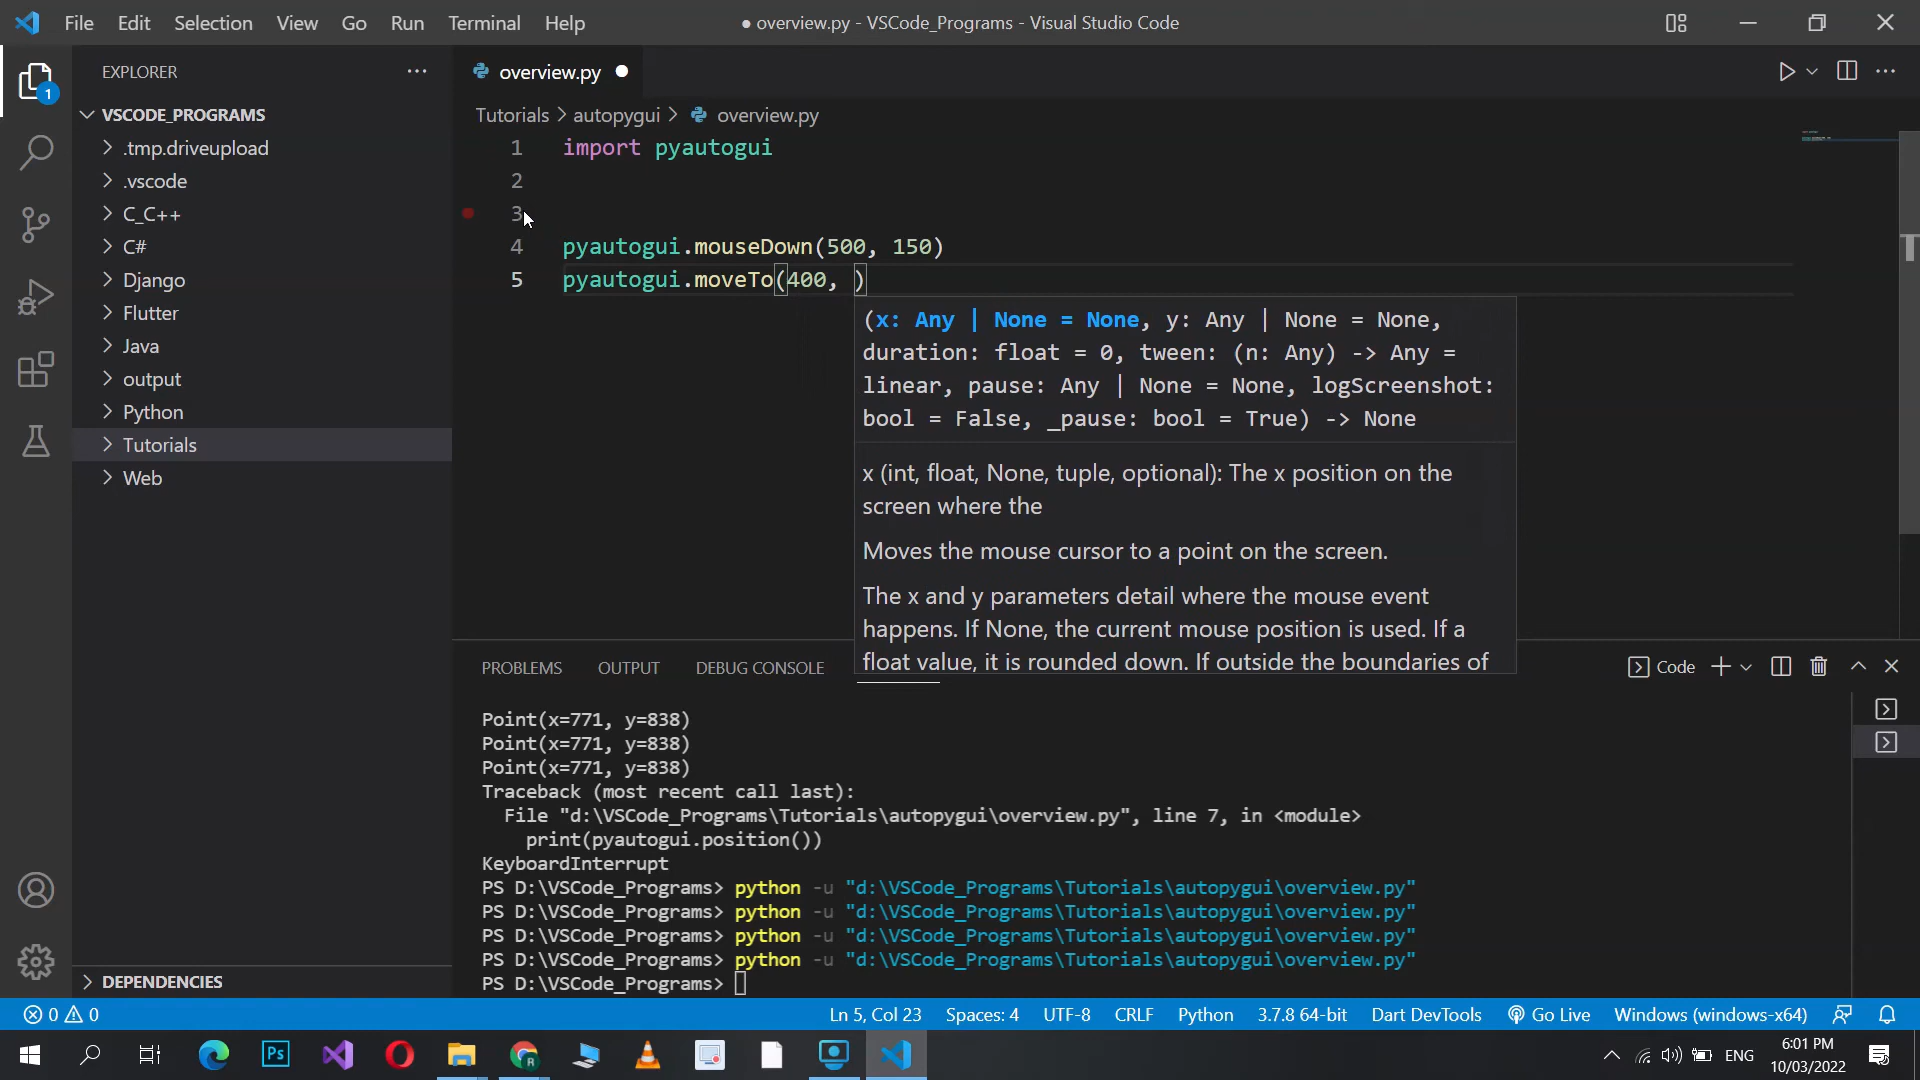 File Edit Selection View Go Run Terminal Help
● overview.py - VSCode_Programs - Visual Studio Code
EXPLORER
1
VSCODE_PROGRAMS
.tmp.driveupload
.vscode
C_C++
C#
Django
Flutter
Java
output
Python
Tutorials
Web
DEPENDENCIES
overview.py
Tutorials > autopygui > overview.py
1 import pyautogui
2
3
4 pyautogui.mouseDown(500, 150)
5 pyautogui.moveTo(400, )
(x: Any | None = None, y: Any | None = None,
duration: float = 0, tween: (n: Any) -> Any =
linear, pause: Any | None = None, logScreenshot:
bool = False, _pause: bool = True) -> None
x (int, float, None, tuple, optional): The x position on the
screen where the
Moves the mouse cursor to a point on the screen.
The x and y parameters detail where the mouse event
happens. If None, the current mouse position is used. If a
float value, it is rounded down. If outside the boundaries of
PROBLEMS OUTPUT DEBUG CONSOLE
Code
Point(x=771, y=838)
Point(x=771, y=838)
Point(x=771, y=838)
Traceback (most recent call last):
File "d:\VSCode_Programs\Tutorials\autopygui\overview.py", line 7, in <module>
print(pyautogui.position())
KeyboardInterrupt
PS D:\VSCode_Programs> python -u "d:\VSCode_Programs\Tutorials\autopygui\overview.py"
PS D:\VSCode_Programs> python -u "d:\VSCode_Programs\Tutorials\autopygui\overview.py"
PS D:\VSCode_Programs> python -u "d:\VSCode_Programs\Tutorials\autopygui\overview.py"
PS D:\VSCode_Programs> python -u "d:\VSCode_Programs\Tutorials\autopygui\overview.py"
PS D:\VSCode_Programs>
0 0 Ln 5, Col 23 Spaces: 4 UTF-8 CRLF Python 3.7.8 64-bit Dart DevTools Go Live Windows (windows-x64)
Ps
ENG
6:01 PM
10/03/2022